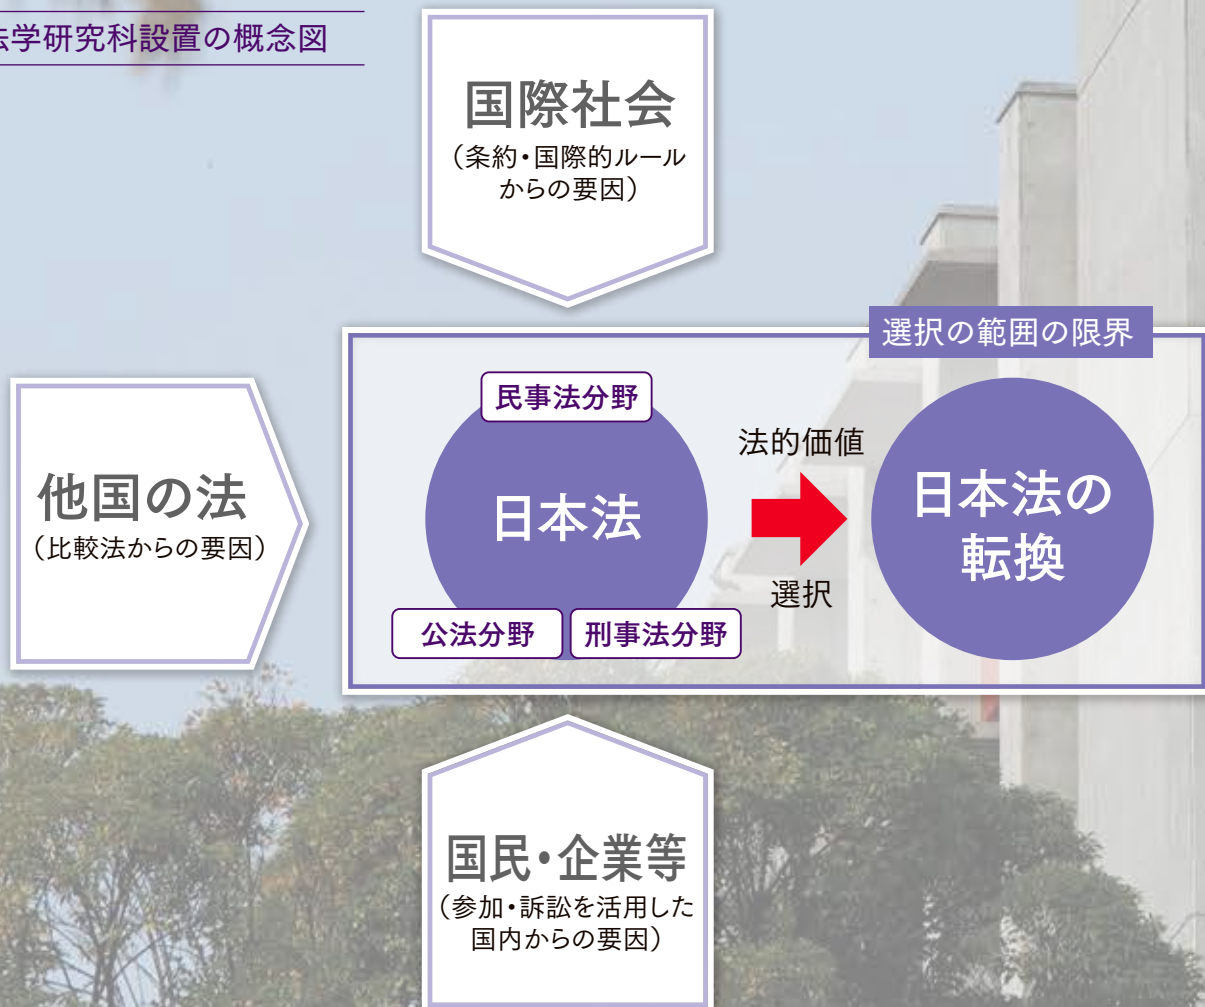 法学研究科設置の概念図
国際社会
（条約・国際的ルール
からの要因）
選択の範囲の限界
他国の法
（比較法からの要因）
民事法分野
日本法
公法分野
刑事法分野
法的価値
選択
日本法の
転換
国民・企業等
（参加・訴訟を活用した
国内からの要因）